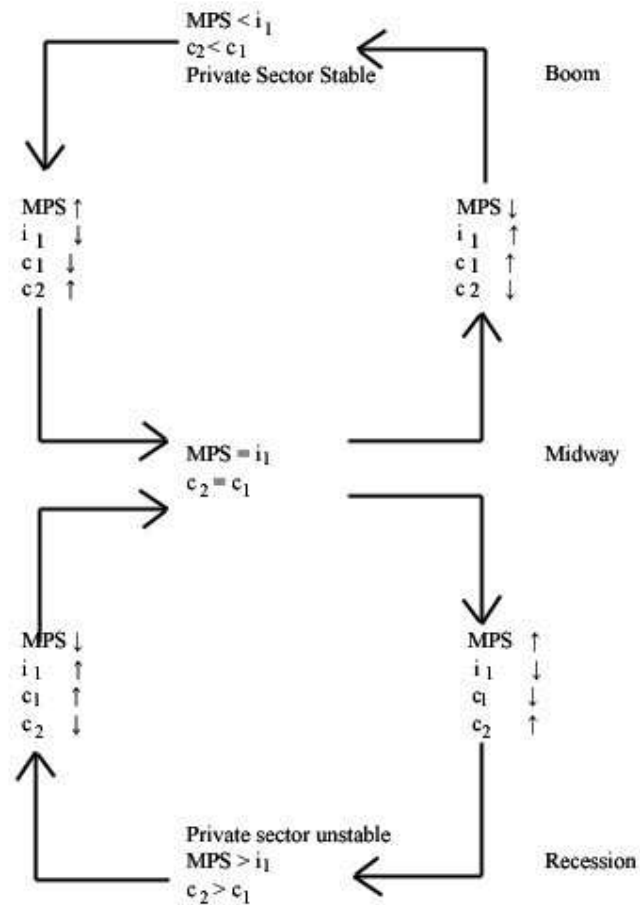 MPS < i1
c2 < c1
Private Sector Stable
Boom
MPS ↑
i1 ↓
c1 ↓
c2 ↑
MPS ↓
i1 ↑
c1 ↑
c2 ↓
MPS = i1
c2 = c1
Midway
MPS ↓
i1 ↑
c1 ↑
c2 ↓
MPS ↑
i1 ↓
c1 ↓
c2 ↑
Private sector unstable
MPS > i1
c2 > c1
Recession